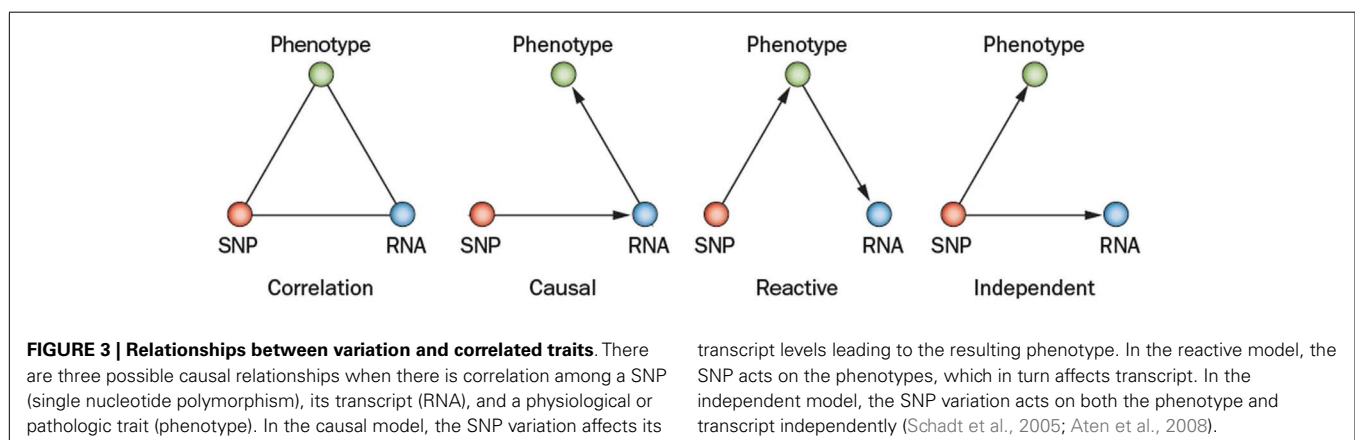 Phenotype Phenotype Phenotype Phenotype
SNP RNA SNP RNA SNP RNA SNP RNA
Correlation Causal Reactive Independent
FIGURE 3 | Relationships between variation and correlated traits. There
are three possible causal relationships when there is correlation among a SNP
(single nucleotide polymorphism), its transcript (RNA), and a physiological or
pathologic trait (phenotype). In the causal model, the SNP variation affects its
transcript levels leading to the resulting phenotype. In the reactive model, the
SNP acts on the phenotypes, which in turn affects transcript. In the
independent model, the SNP variation acts on both the phenotype and
transcript independently (Schadt et al., 2005; Aten et al., 2008).